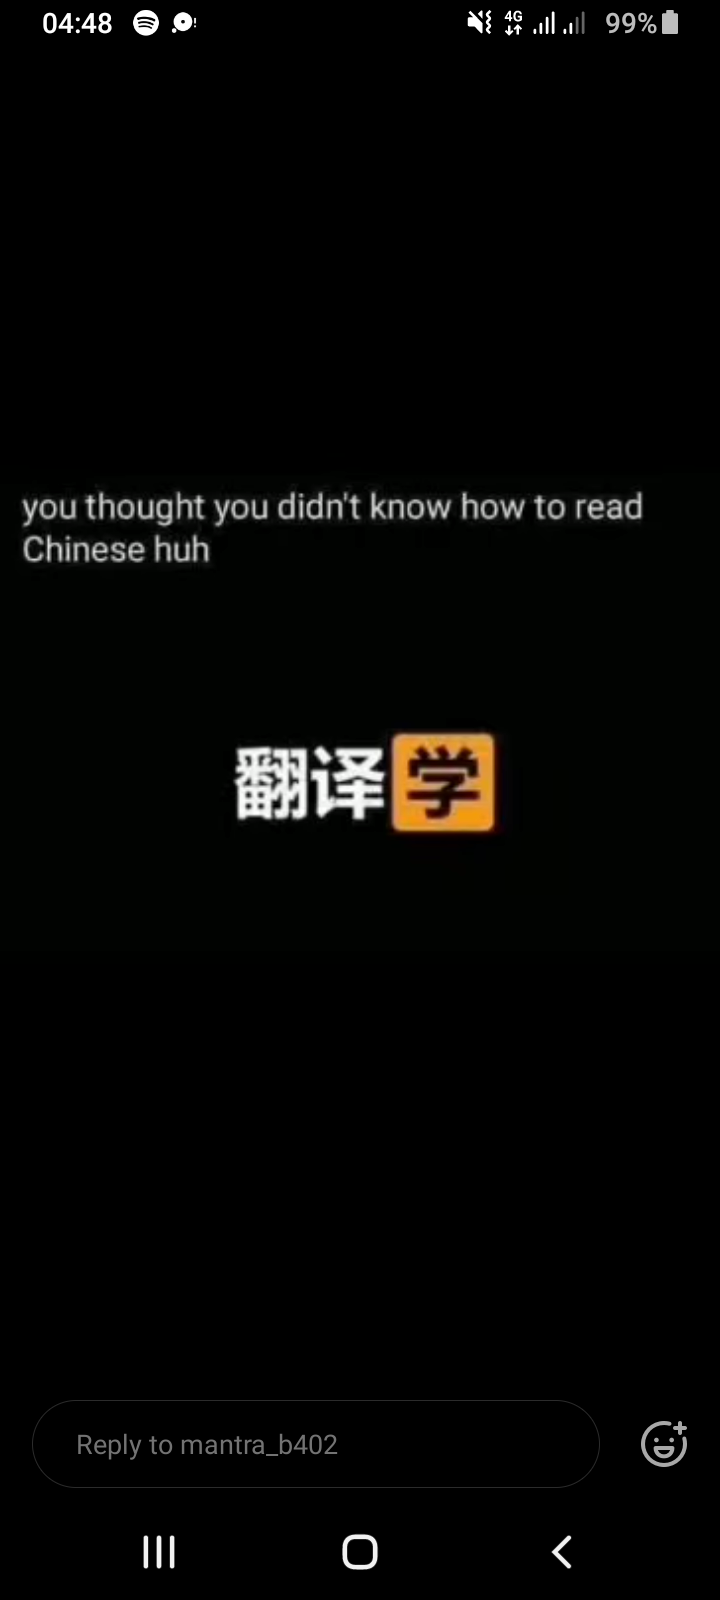 04:48 4G 99%
you thought you didn't know how to read
Chinese huh
翻译学
Reply to mantra_b402